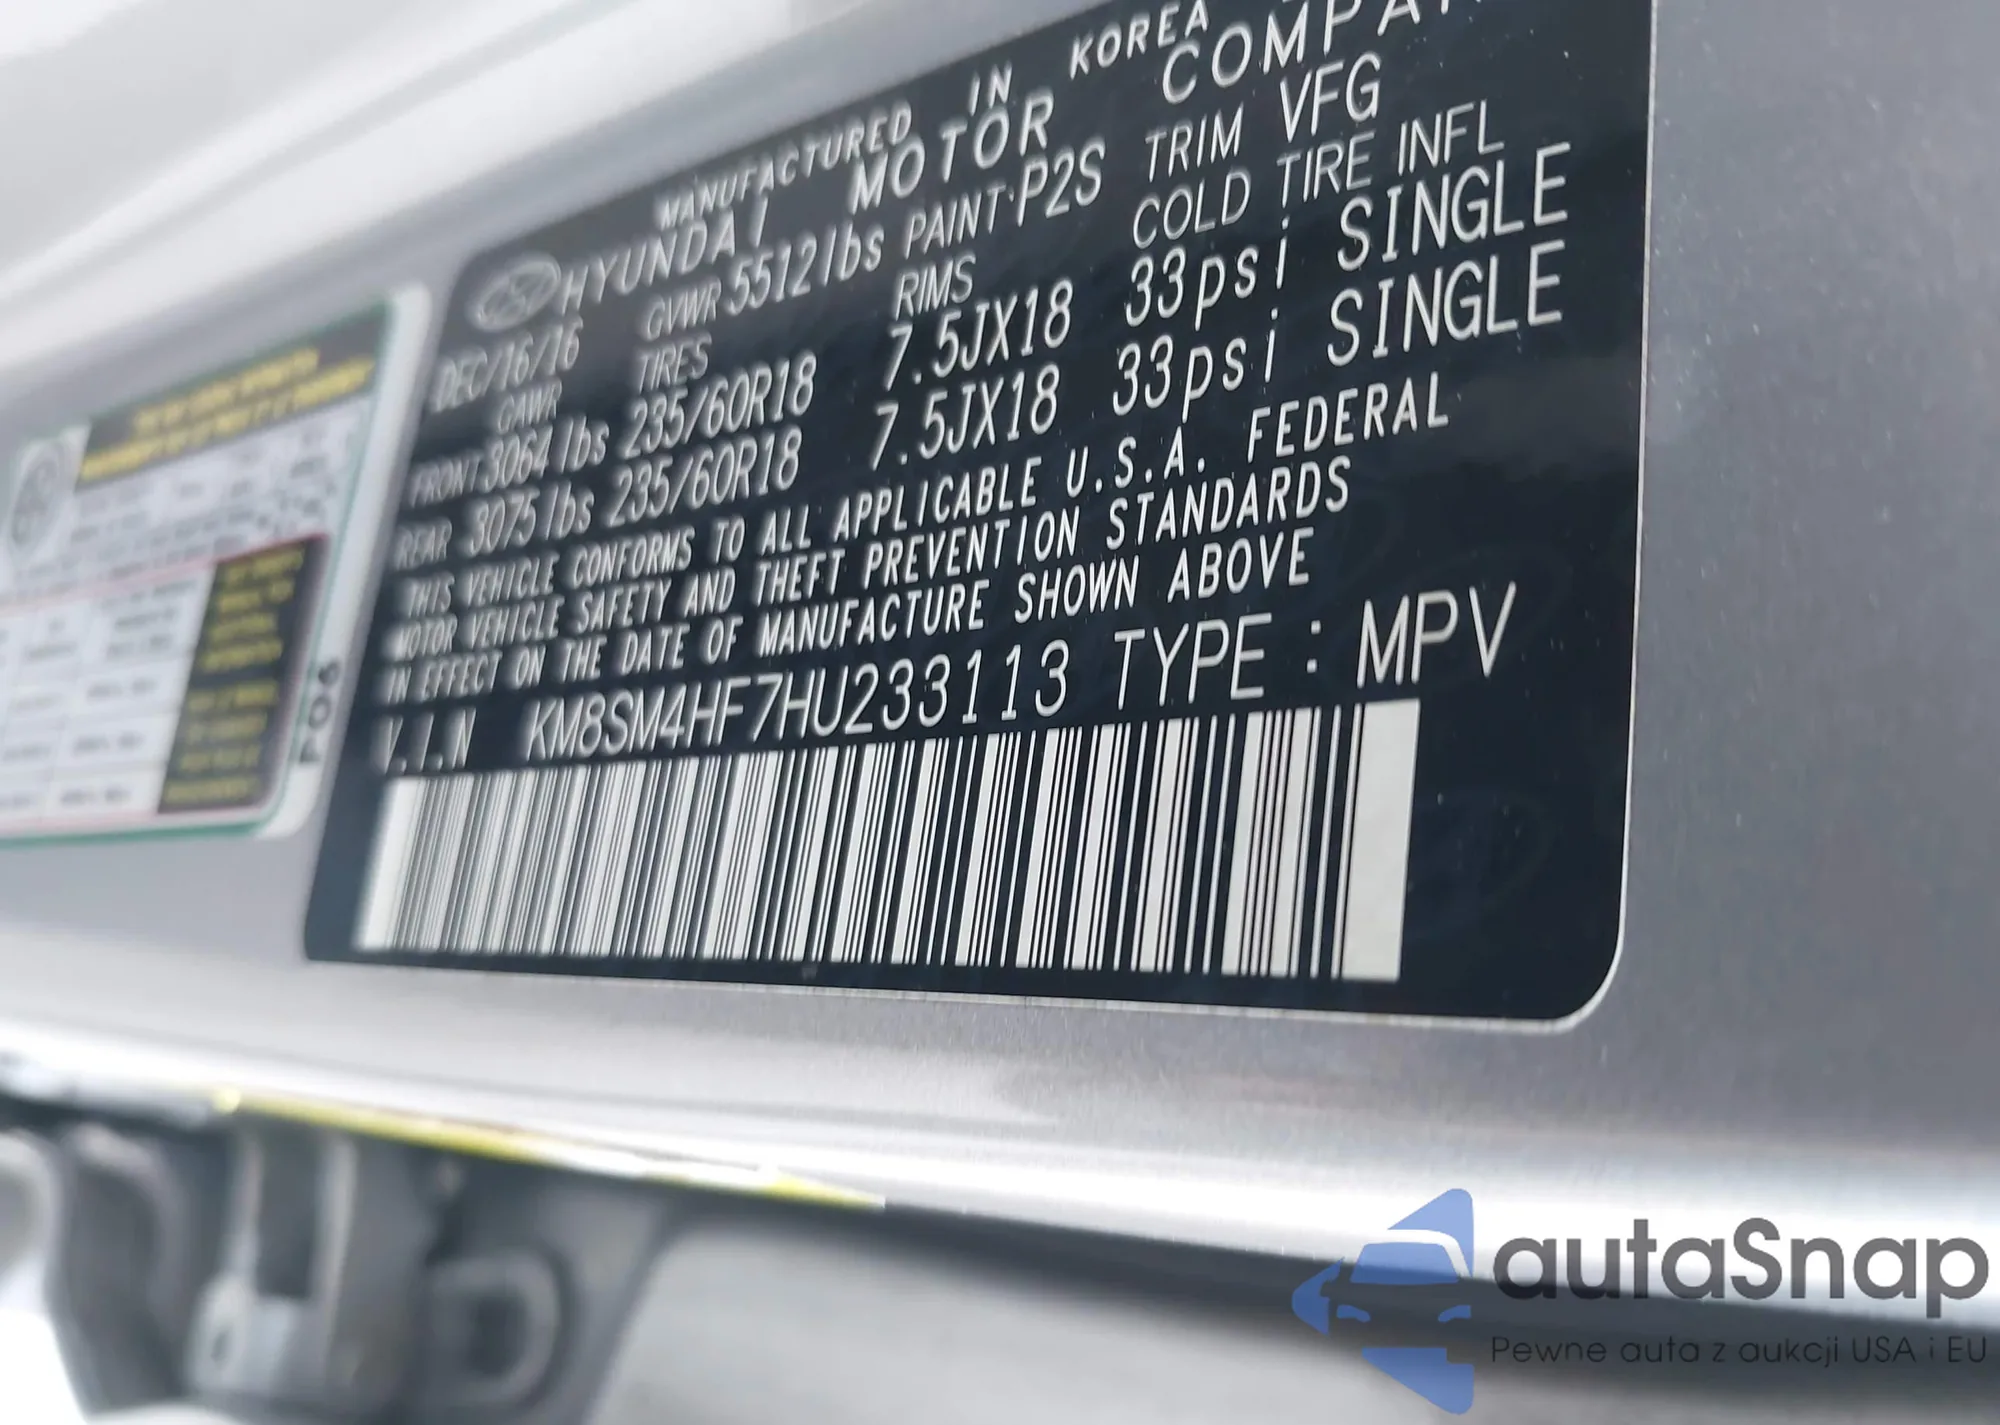 MANUFACTURED IN KOREA
HYUNDAI MOTOR COMPA
DEC/16/16 GVWR 5512lbs PAINT:P2S TRIM VFG
GAWR TIRES RIMS COLD TIRE INFL
FRONT:3064lbs 235/60R18 7.5JX18 33psi SINGLE
REAR 3075lbs 235/60R18 7.5JX18 33psi SINGLE
THIS VEHICLE CONFORMS TO ALL APPLICABLE U.S.A. FEDERAL
MOTOR VEHICLE SAFETY AND THEFT PREVENTION STANDARDS
IN EFFECT ON THE DATE OF MANUFACTURE SHOWN ABOVE
V.I.N KM8SM4HF7HU233113 TYPE : MPV
P06
autaSnap
Pewne auta z aukcji USA i EU